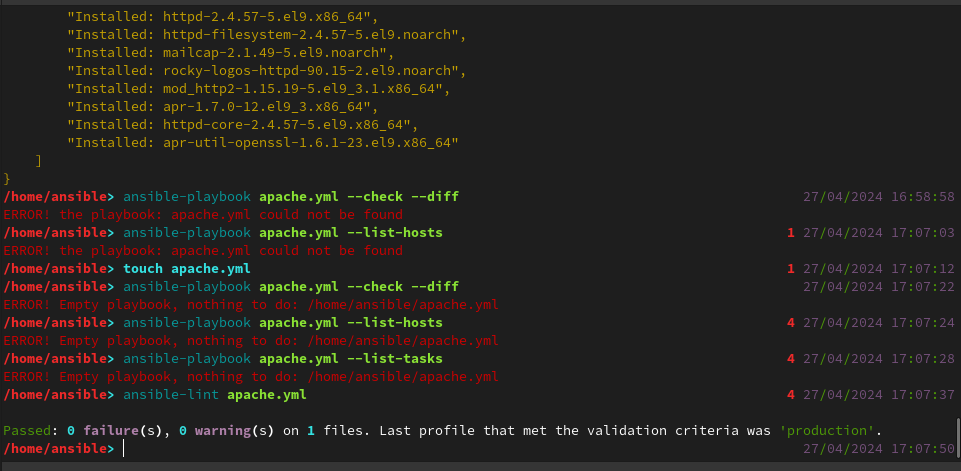 "Installed: httpd-2.4.57-5.el9.x86_64",
"Installed: httpd-filesystem-2.4.57-5.el9.noarch",
"Installed: mailcap-2.1.49-5.el9.noarch",
"Installed: rocky-logos-httpd-90.15-2.el9.noarch",
"Installed: mod_http2-1.15.19-5.el9_3.1.x86_64",
"Installed: apr-1.7.0-12.el9_3.x86_64",
"Installed: httpd-core-2.4.57-5.el9.x86_64",
"Installed: apr-util-openssl-1.6.1-23.el9.x86_64"
]
}
/home/ansible> ansible-playbook apache.yml --check --diff 27/04/2024 16:58:58
ERROR! the playbook: apache.yml could not be found
/home/ansible> ansible-playbook apache.yml --list-hosts 1 27/04/2024 17:07:03
ERROR! the playbook: apache.yml could not be found
/home/ansible> touch apache.yml 1 27/04/2024 17:07:12
/home/ansible> ansible-playbook apache.yml --check --diff 27/04/2024 17:07:22
ERROR! Empty playbook, nothing to do: /home/ansible/apache.yml
/home/ansible> ansible-playbook apache.yml --list-hosts 4 27/04/2024 17:07:24
ERROR! Empty playbook, nothing to do: /home/ansible/apache.yml
/home/ansible> ansible-playbook apache.yml --list-tasks 4 27/04/2024 17:07:28
ERROR! Empty playbook, nothing to do: /home/ansible/apache.yml
/home/ansible> ansible-lint apache.yml 4 27/04/2024 17:07:37
Passed: 0 failure(s), 0 warning(s) on 1 files. Last profile that met the validation criteria was 'production'.
/home/ansible> 27/04/2024 17:07:50